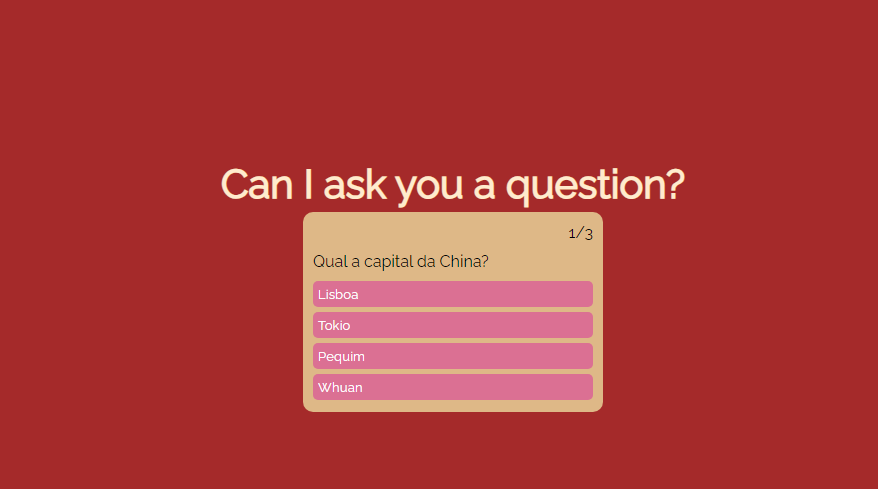 Can I ask you a question?
1/3
Qual a capital da China?
Lisboa
Tokio
Pequim
Whuan